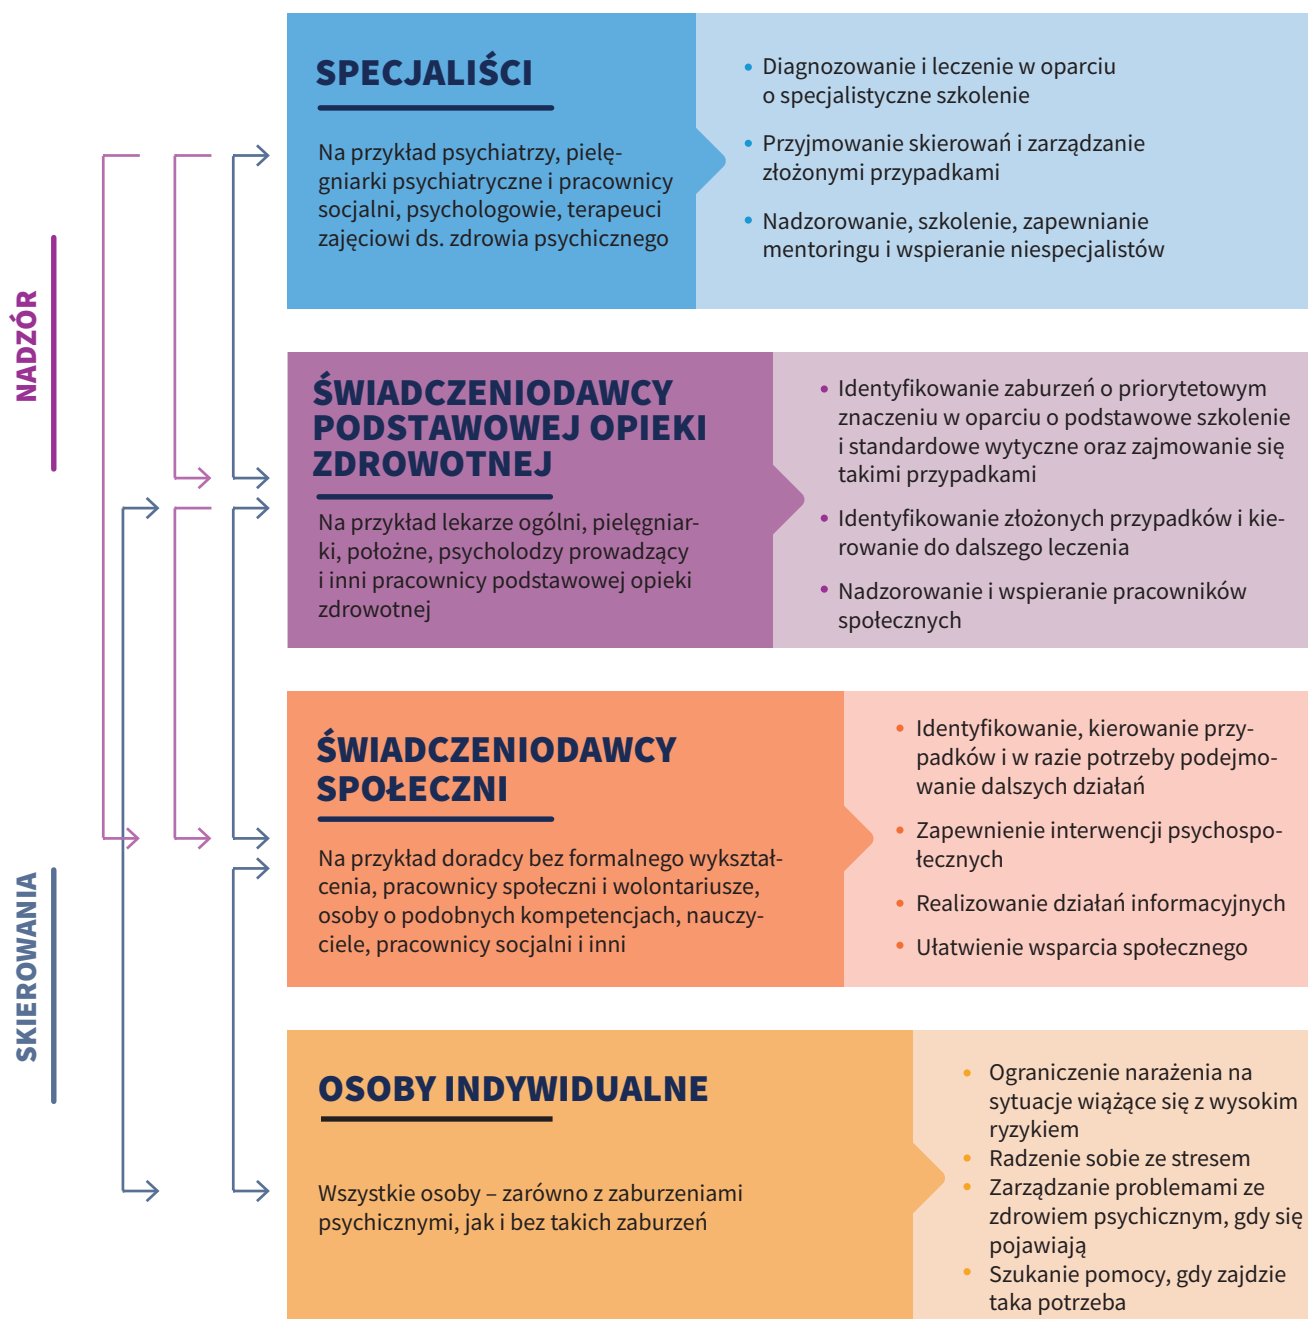 NADZÓR
SKIEROWANIA
SPECJALIŚCI
Na przykład psychiatrzy, pielę-
gniarki psychiatryczne i pracownicy
socjalni, psychologowie, terapeuci
zajęciowi ds. zdrowia psychicznego
• Diagnozowanie i leczenie w oparciu
o specjalistyczne szkolenie
• Przyjmowanie skierowań i zarządzanie
złożonymi przypadkami
• Nadzorowanie, szkolenie, zapewnianie
mentoringu i wspieranie niespecjalistów
ŚWIADCZENIODAWCY
PODSTAWOWEJ OPIEKI
ZDROWOTNEJ
Na przykład lekarze ogólni, pielęgniar-
ki, położne, psycholodzy prowadzący
i inni pracownicy podstawowej opieki
zdrowotnej
• Identyfikowanie zaburzeń o priorytetowym
znaczeniu w oparciu o podstawowe szkolenie
i standardowe wytyczne oraz zajmowanie się
takimi przypadkami
• Identyfikowanie złożonych przypadków i kie-
rowanie do dalszego leczenia
• Nadzorowanie i wspieranie pracowników
społecznych
ŚWIADCZENIODAWCY
SPOŁECZNI
Na przykład doradcy bez formalnego wykształ-
cenia, pracownicy społeczni i wolontariusze,
osoby o podobnych kompetencjach, nauczy-
ciele, pracownicy socjalni i inni
• Identyfikowanie, kierowanie przy-
padków i w razie potrzeby podejmo-
wanie dalszych działań
• Zapewnienie interwencji psychospo-
łecznych
• Realizowanie działań informacyjnych
• Ułatwienie wsparcia społecznego
OSOBY INDYWIDUALNE
Wszystkie osoby – zarówno z zaburzeniami
psychicznymi, jak i bez takich zaburzeń
• Ograniczenie narażenia na
sytuacje wiążące się z wysokim
ryzykiem
• Radzenie sobie ze stresem
• Zarządzanie problemami ze
zdrowiem psychicznym, gdy się
pojawiają
• Szukanie pomocy, gdy zajdzie
taka potrzeba